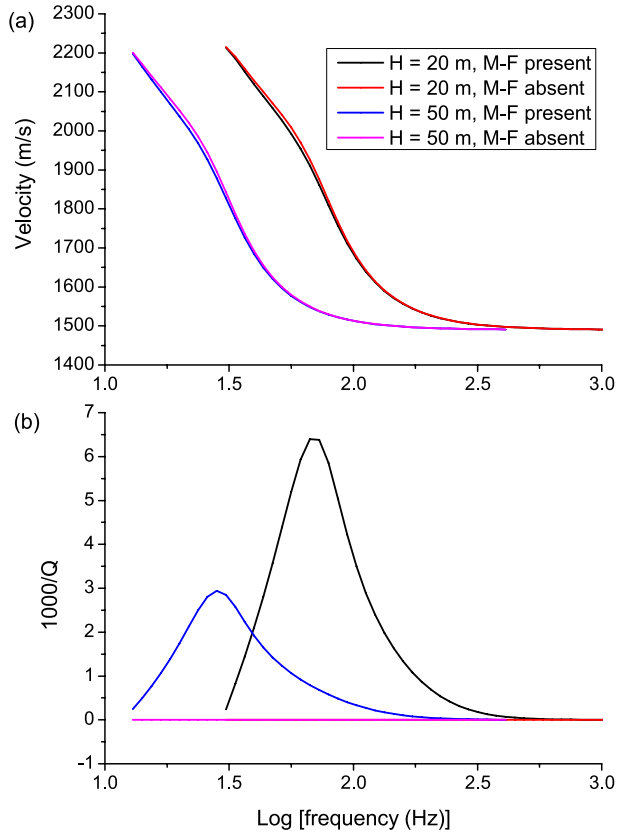 (a)
2300
2200
2100
2000
1900
1800
1700
1600
1500
1400
Velocity (m/s)
H = 20 m, M-F present
H = 20 m, M-F absent
H = 50 m, M-F present
H = 50 m, M-F absent
1.0 1.5 2.0 2.5 3.0
(b)
7
6
5
4
3
2
1
0
-1
1000/Q
1.0 1.5 2.0 2.5 3.0
Log [frequency (Hz)]